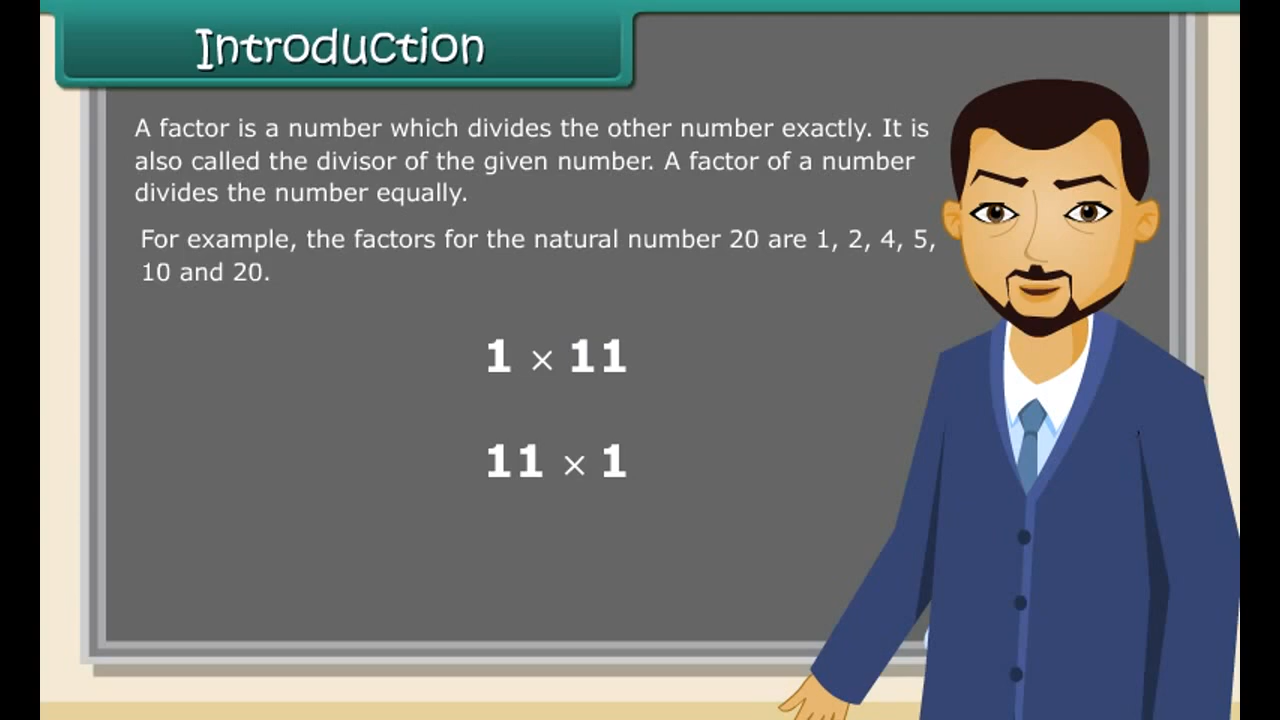 Introduction
A factor is a number which divides the other number exactly. It is
also called the divisor of the given number. A factor of a number
divides the number equally.
For example, the factors for the natural number 20 are 1, 2, 4, 5,
10 and 20.
1 × 11
11 × 1